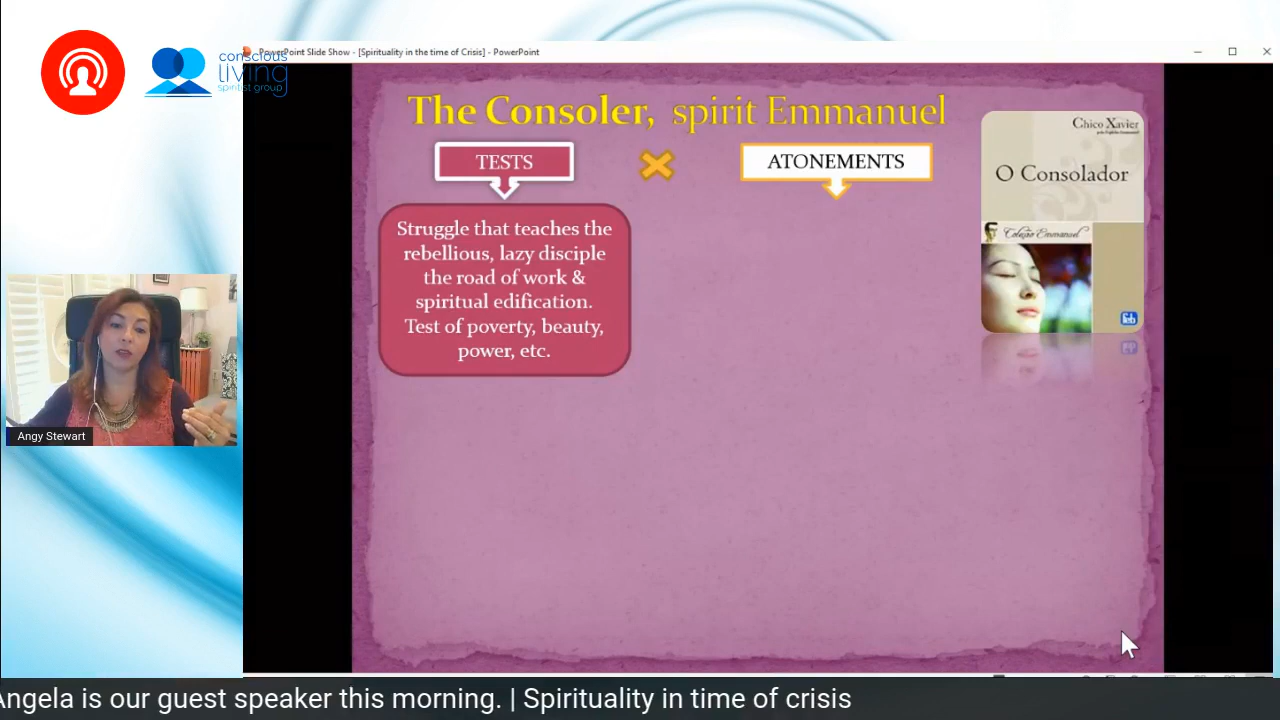 conscious
living
spiritist group
PowerPoint Slide Show - [Spirituality in the time of Crisis] - PowerPoint
The Consoler, spirit Emmanuel
TESTS
ATONEMENTS
Struggle that teaches the
rebellious, lazy disciple
the road of work &
spiritual edification.
Test of poverty, beauty,
power, etc.
Chico Xavier
O Consolador
Coleção Emmanuel
feb
Angy Stewart
Angela is our guest speaker this morning. | Spirituality in time of crisis